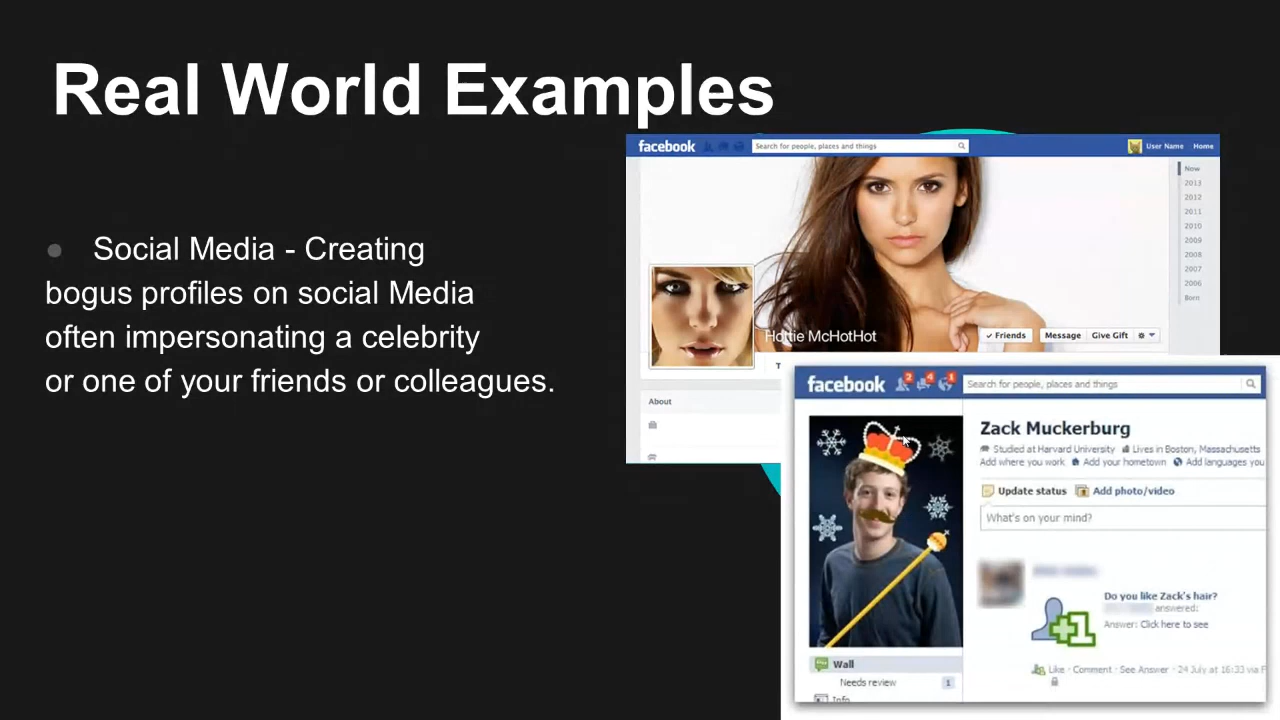 Real World Examples
Social Media - Creating
bogus profiles on social Media
often impersonating a celebrity
or one of your friends or colleagues.
facebook
Search for people, places and things
User Name Home
Now
2013
2012
2011
2010
2009
2008
2007
2006
Born
Hottie McHotHot
Friends Message Give Gift
T
About
facebook 2 4 1 Search for people, places and things
Zack Muckerburg
Studied at Harvard University Lives in Boston, Massachusetts
Add where you work Add your hometown Add languages you
Update status Add photo/video
What's on your mind?
Do you like Zack's hair?
answered:
Answer: Click here to see
+1
Like · Comment · See Answer · 24 July at 16:33 via F
Wall
Needs review 1
Info